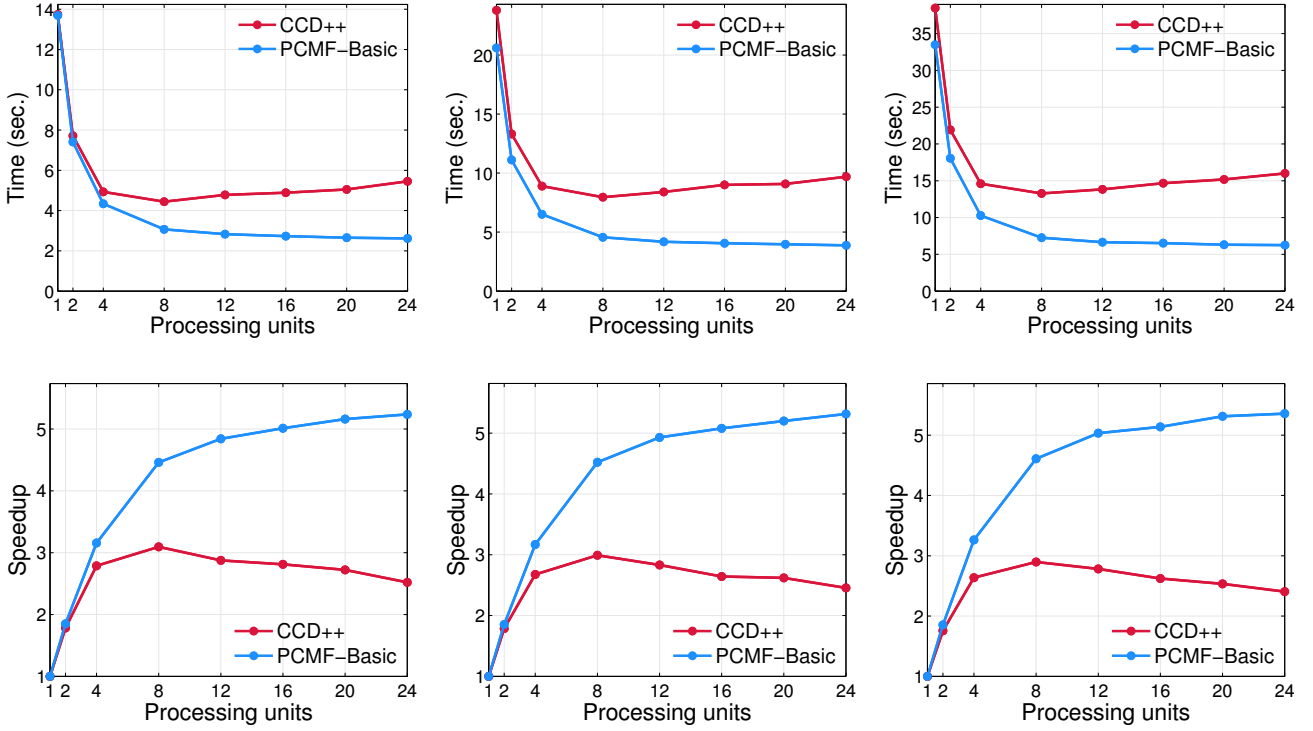 14
12
10
8
6
4
2
0
Time (sec.)
1 2 4 8 12 16 20 24
Processing units
CCD++
PCMF-Basic
20
15
10
5
0
Time (sec.)
1 2 4 8 12 16 20 24
Processing units
CCD++
PCMF-Basic
35
30
25
20
15
10
5
0
Time (sec.)
1 2 4 8 12 16 20 24
Processing units
CCD++
PCMF-Basic
5
4
3
2
1
Speedup
1 2 4 8 12 16 20 24
Processing units
CCD++
PCMF-Basic
5
4
3
2
1
Speedup
1 2 4 8 12 16 20 24
Processing units
CCD++
PCMF-Basic
5
4
3
2
1
Speedup
1 2 4 8 12 16 20 24
Processing units
CCD++
PCMF-Basic